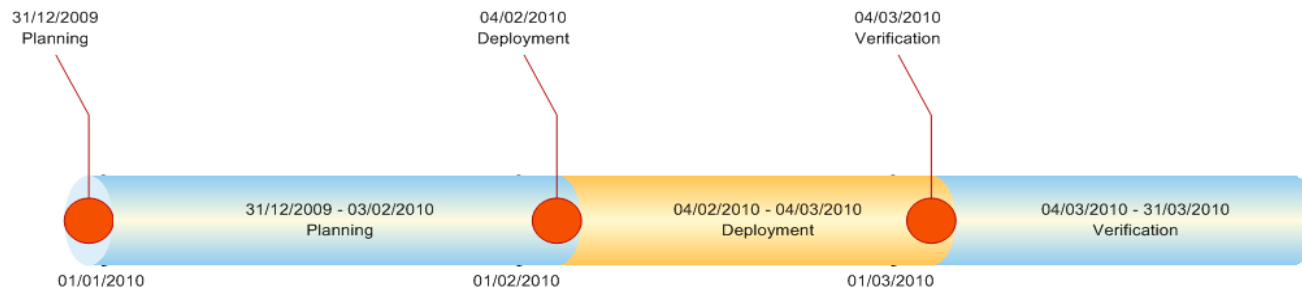 31/12/2009
Planning
04/02/2010
Deployment
04/03/2010
Verification
31/12/2009 - 03/02/2010
Planning
04/02/2010 - 04/03/2010
Deployment
04/03/2010 - 31/03/2010
Verification
01/01/2010
01/02/2010
01/03/2010